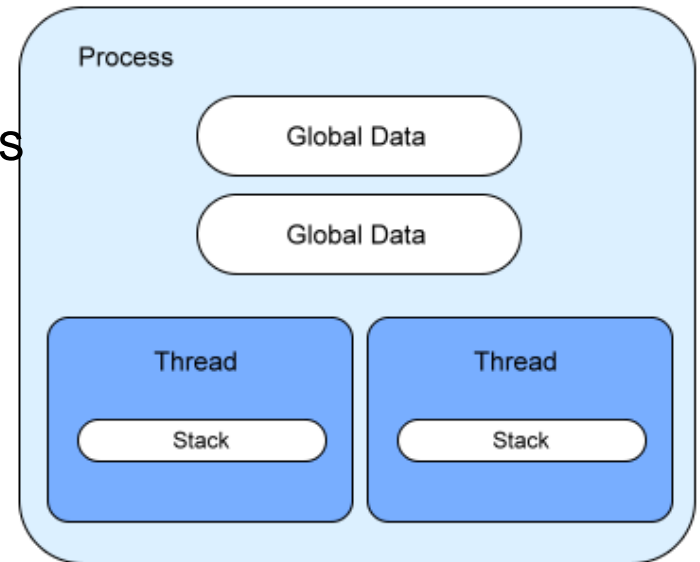 Process
Global Data
s
Global Data
Thread Thread
Stack Stack